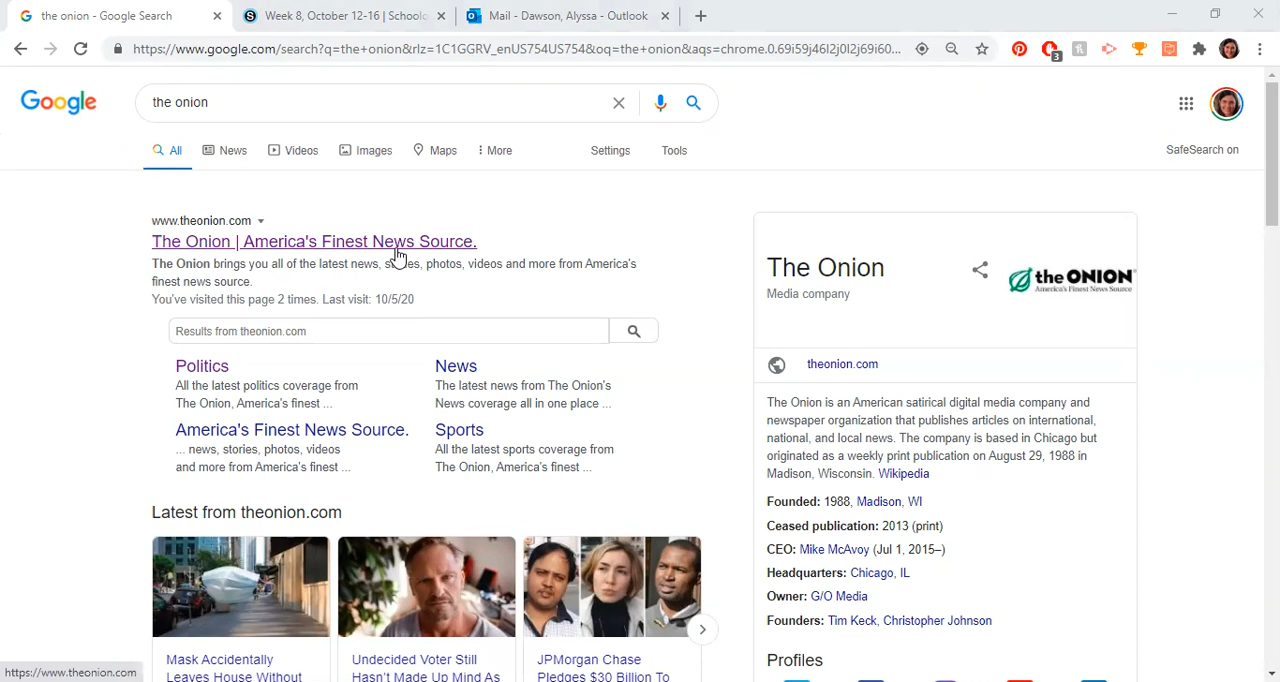 the onion - Google Search
Week 8, October 12-16 | Schoolo
Mail - Dawson, Alyssa - Outlook
https://www.google.com/search?q=the+onion&rlz=1C1GGRV_enUS754US754&oq=the+onion&aqs=chrome.0.69i59j46l2j0l2j69i60...
3
Google
the onion
All
News
Videos
Images
Maps
More
Settings
Tools
SafeSearch on
www.theonion.com
The Onion | America's Finest News Source.
The Onion brings you all of the latest news, stories, photos, videos and more from America's
finest news source.
You've visited this page 2 times. Last visit: 10/5/20
Results from theonion.com
Politics
All the latest politics coverage from
The Onion, America's finest ...
News
The latest news from The Onion's
News coverage all in one place ...
America's Finest News Source.
... news, stories, photos, videos
and more from America's finest ...
Sports
All the latest sports coverage from
The Onion, America's finest ...
Latest from theonion.com
Mask Accidentally
Leaves House Without
Undecided Voter Still
Hasn't Made Up Mind As
JPMorgan Chase
Pledges $30 Billion To
The Onion
Media company
the ONION
America's Finest News Source
theonion.com
The Onion is an American satirical digital media company and
newspaper organization that publishes articles on international,
national, and local news. The company is based in Chicago but
originated as a weekly print publication on August 29, 1988 in
Madison, Wisconsin. Wikipedia
Founded: 1988, Madison, WI
Ceased publication: 2013 (print)
CEO: Mike McAvoy (Jul 1, 2015–)
Headquarters: Chicago, IL
Owner: G/O Media
Founders: Tim Keck, Christopher Johnson
Profiles
https://www.theonion.com